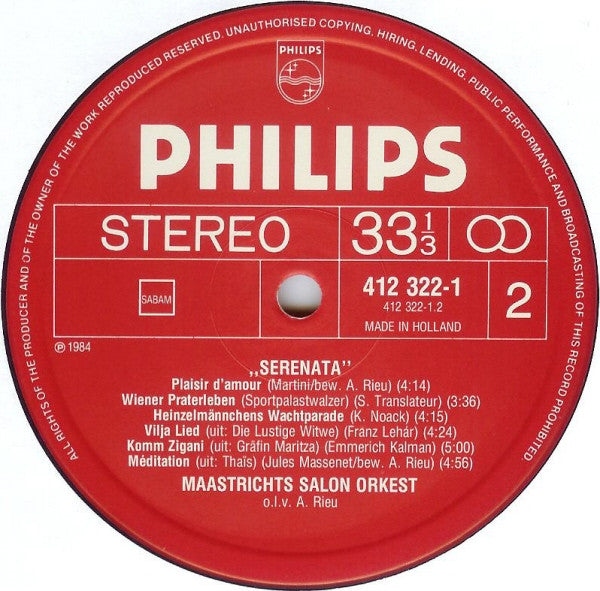 ALL RIGHTS OF THE PRODUCER AND OF THE OWNER OF THE WORK REPRODUCED RESERVED. UNAUTHORISED COPYING, HIRING, LENDING, PUBLIC PERFORMANCE AND BROADCASTING OF THIS RECORD PROHIBITED
PHILIPS
PHILIPS
STEREO
33 1/3
SABAM
412 322-1
412 322-1.2
MADE IN HOLLAND
2
℗ 1984
„SERENATA”
Plaisir d'amour (Martini/bew. A. Rieu) (4:14)
Wiener Praterleben (Sportpalastwalzer) (S. Translateur) (3:36)
Heinzelmännchens Wachtparade (K. Noack) (4:15)
Vilja Lied (uit: Die Lustige Witwe) (Franz Lehár) (4:24)
Komm Zigani (uit: Gräfin Maritza) (Emmerich Kalman) (5:00)
Méditation (uit: Thaïs) (Jules Massenet/bew. A. Rieu) (4:56)
MAASTRICHTS SALON ORKEST
o.l.v. A. Rieu